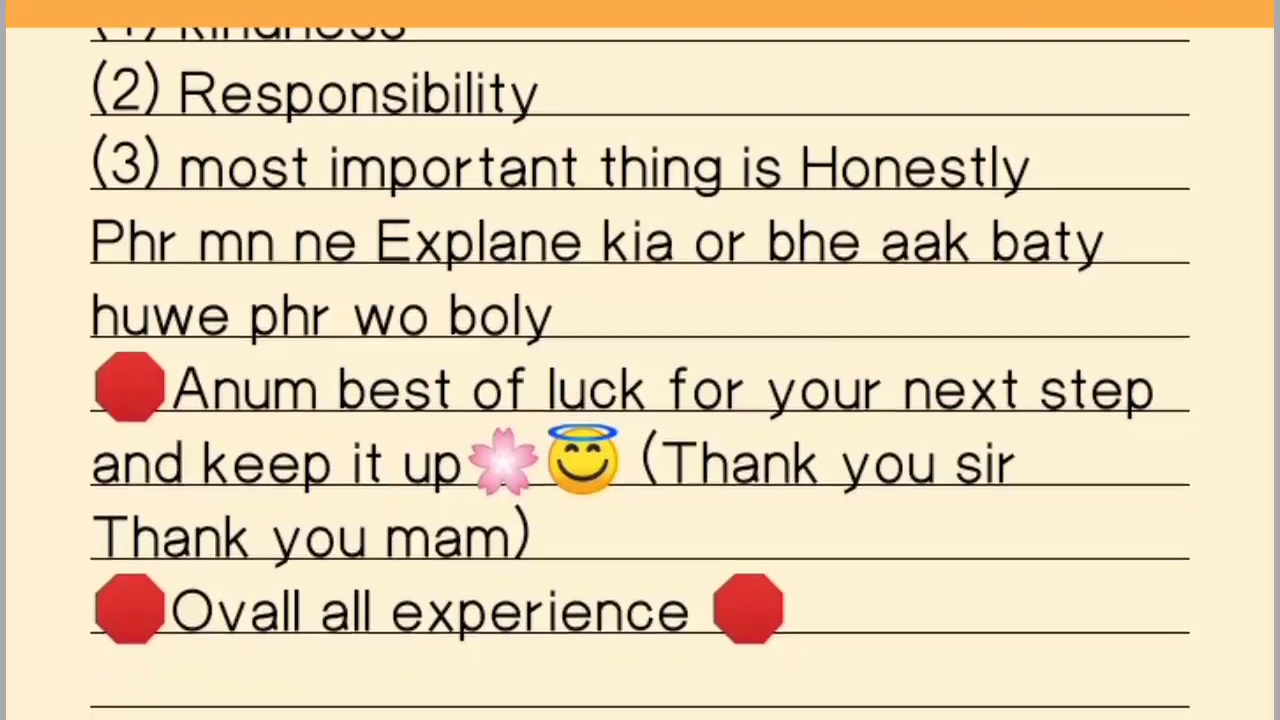 (1) kindness
(2) Responsibility
(3) most important thing is Honestly
Phr mn ne Explane kia or bhe aak baty
huwe phr wo boly
🛑Anum best of luck for your next step
and keep it up🌸😇 (Thank you sir
Thank you mam)
🛑Ovall all experience 🛑